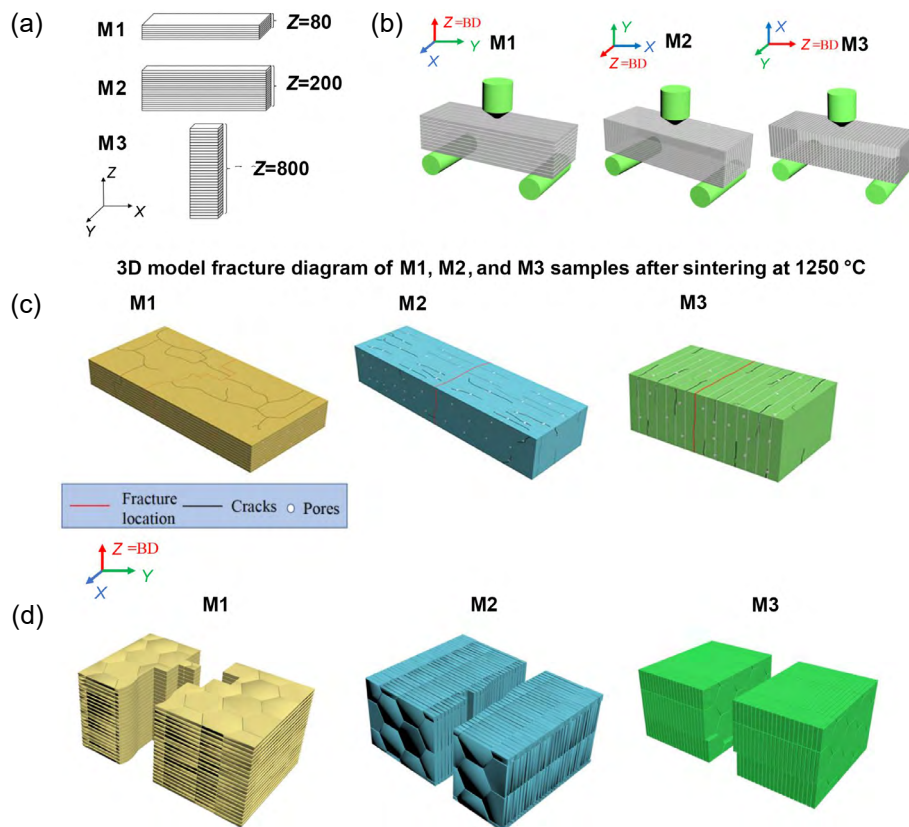 (a)
M1
Z=80
M2
Z=200
M3
Z=800
Z
X
Y
(b)
Z=BD
Y
X
M1
Y
X
Z=BD
M2
X
Z=BD
Y
M3
3D model fracture diagram of M1, M2, and M3 samples after sintering at 1250 °C
(c)
M1
M2
M3
Fracture
location
Cracks
Pores
Z=BD
Y
X
(d)
M1
M2
M3